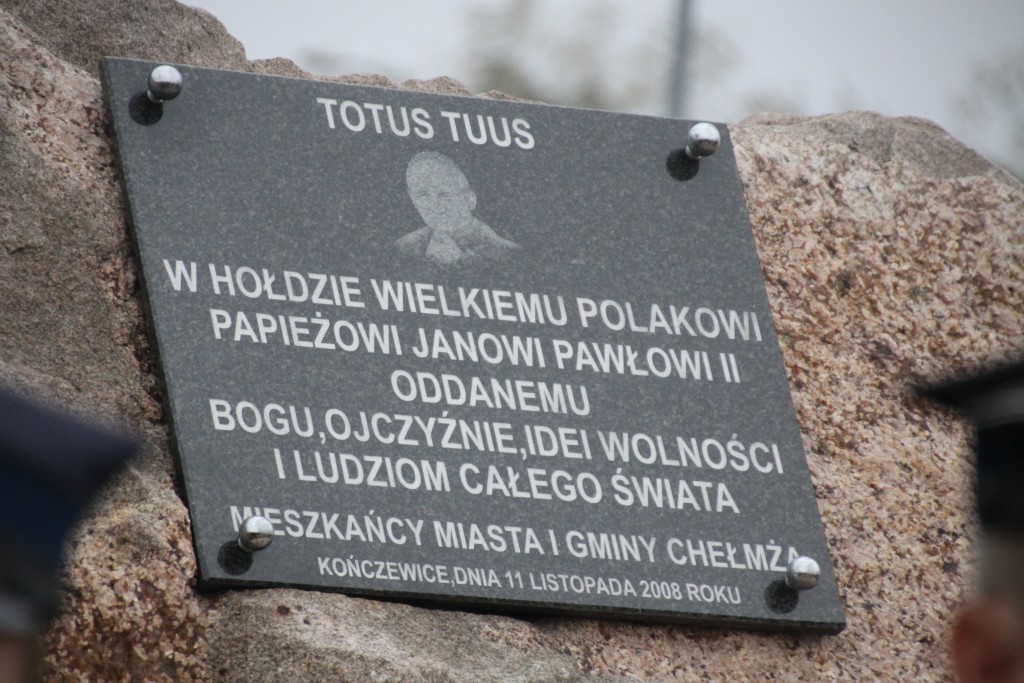 TOTUS TUUS
W HOŁDZIE WIELKIEMU POLAKOWI
PAPIEŻOWI JANOWI PAWŁOWI II
ODDANEMU
BOGU,OJCZYŹNIE,IDEI WOLNOŚCI
I LUDZIOM CAŁEGO ŚWIATA
MIESZKAŃCY MIASTA I GMINY CHEŁMŻA
KOŃCZEWICE,DNIA 11 LISTOPADA 2008 ROKU